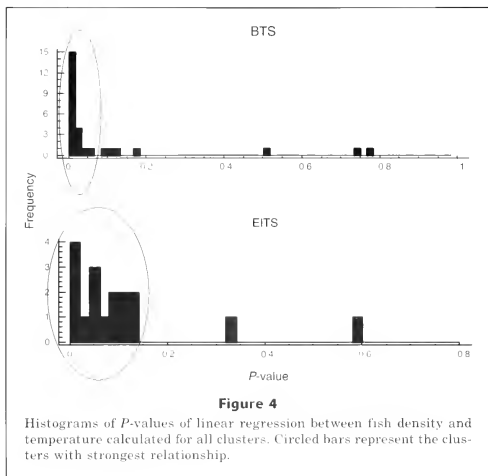 BTS
15
12
9
6
3
0
0 0.2 0.4 0.6 0.8 1
Frequency
EITS
4
3
2
1
0
0 0.2 0.4 0.6 0.8
P-value
Figure 4
Histograms of P-values of linear regression between fish density and
temperature calculated for all clusters. Circled bars represent the clus-
ters with strongest relationship.